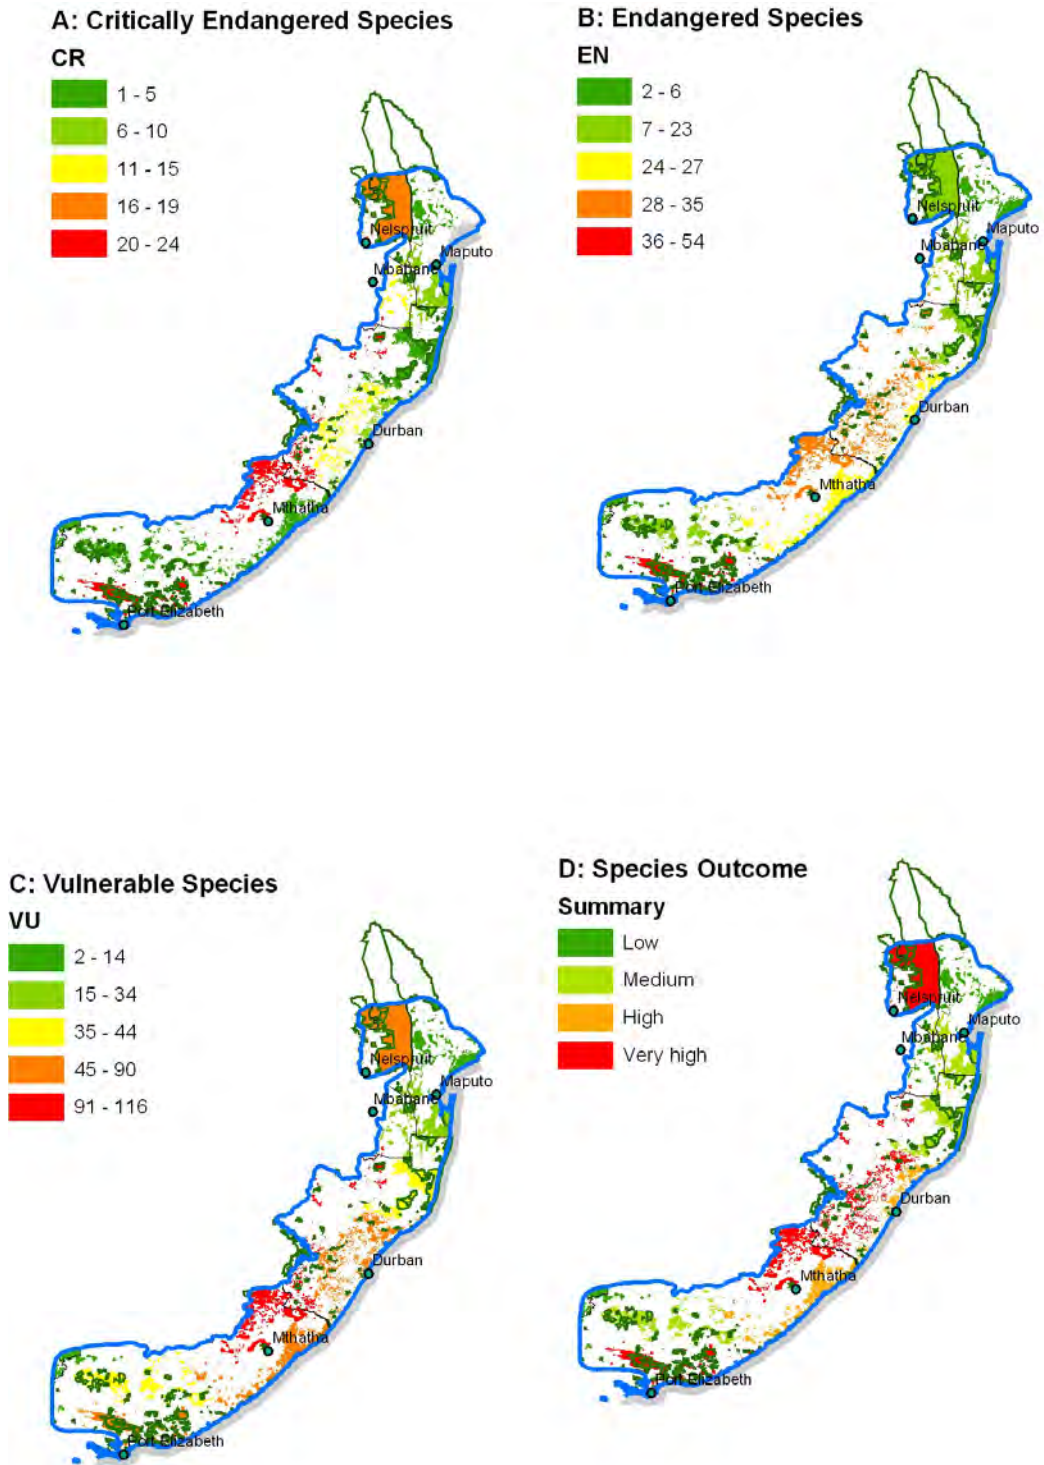 A: Critically Endangered Species
CR
1 - 5
6 - 10
11 - 15
16 - 19
20 - 24
Nelspruit
Maputo
Mbabane
Durban
Mthatha
Port Elizabeth
B: Endangered Species
EN
2 - 6
7 - 23
24 - 27
28 - 35
36 - 54
Nelspruit
Maputo
Mbabane
Durban
Mthatha
Port Elizabeth
C: Vulnerable Species
VU
2 - 14
15 - 34
35 - 44
45 - 90
91 - 116
Nelspruit
Maputo
Mbabane
Durban
Mthatha
Port Elizabeth
D: Species Outcome
Summary
Low
Medium
High
Very high
Nelspruit
Maputo
Mbabane
Durban
Mthatha
Port Elizabeth